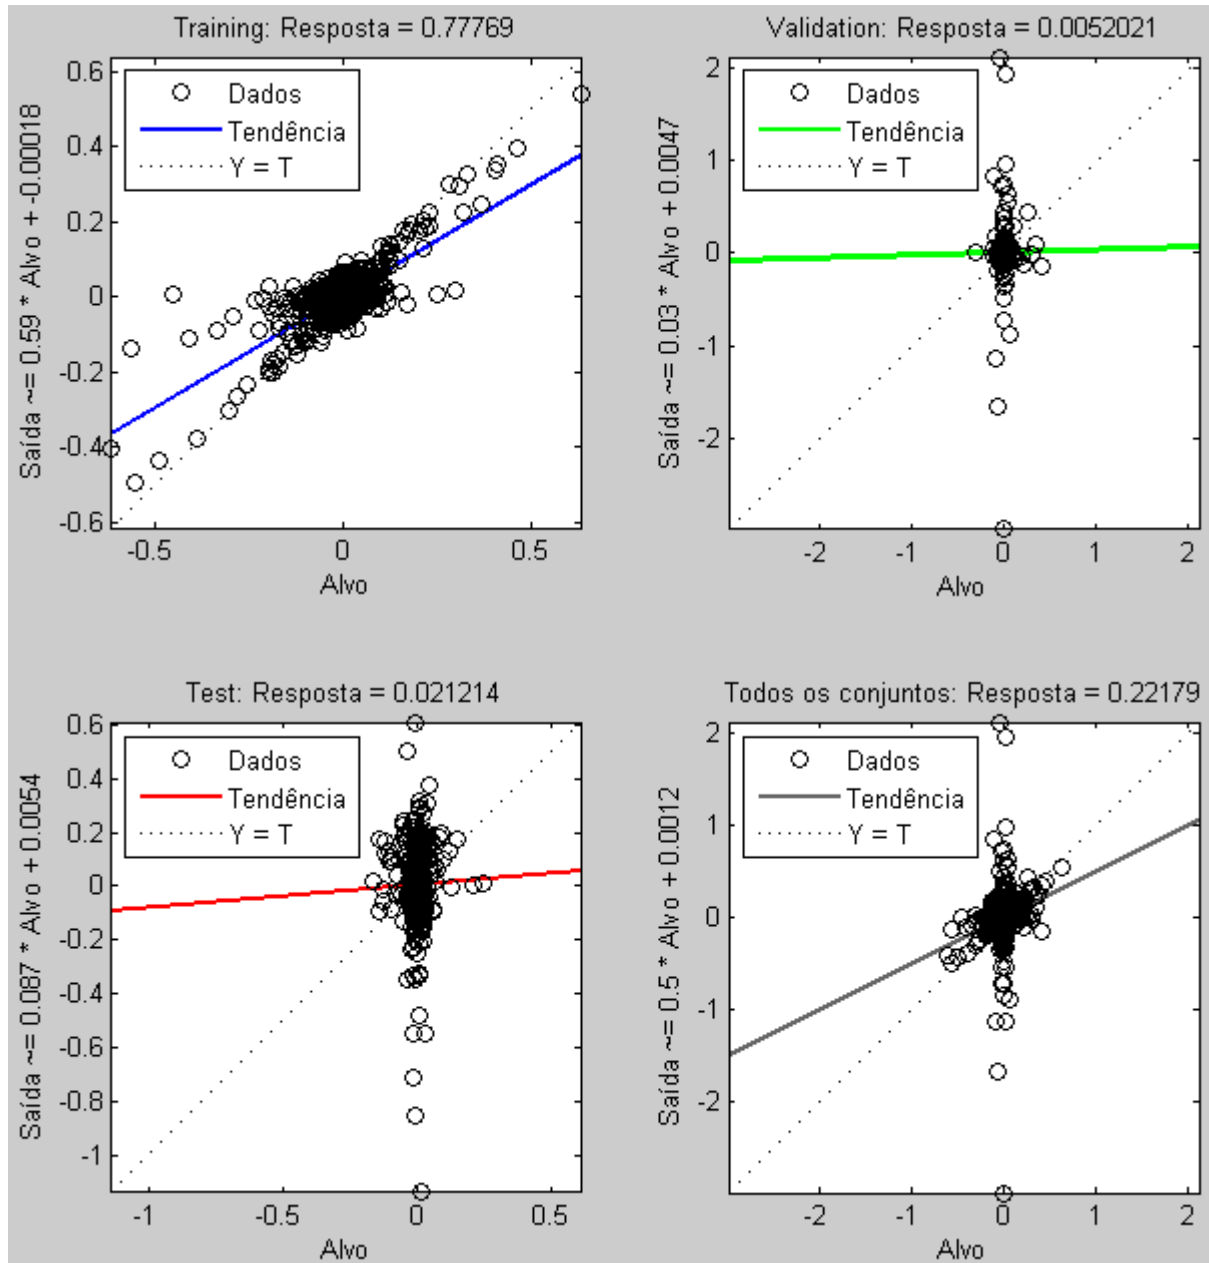 Training: Resposta = 0.77769
Saída ~= 0.59 * Alvo + -0.00018
0.6
0.4
0.2
0
-0.2
-0.4
-0.6
Dados
Tendência
Y = T
-0.5
0
0.5
Alvo
Validation: Resposta = 0.0052021
Saída ~= 0.03 * Alvo + 0.0047
2
1
0
-1
-2
Dados
Tendência
Y = T
-2
-1
0
1
2
Alvo
Test: Resposta = 0.021214
Saída ~= 0.087 * Alvo + 0.0054
0.6
0.4
0.2
0
-0.2
-0.4
-0.6
-0.8
-1
Dados
Tendência
Y = T
-1
-0.5
0
0.5
Alvo
Todos os conjuntos: Resposta = 0.22179
Saída ~= 0.5 * Alvo + 0.0012
2
1
0
-1
-2
Dados
Tendência
Y = T
-2
-1
0
1
2
Alvo